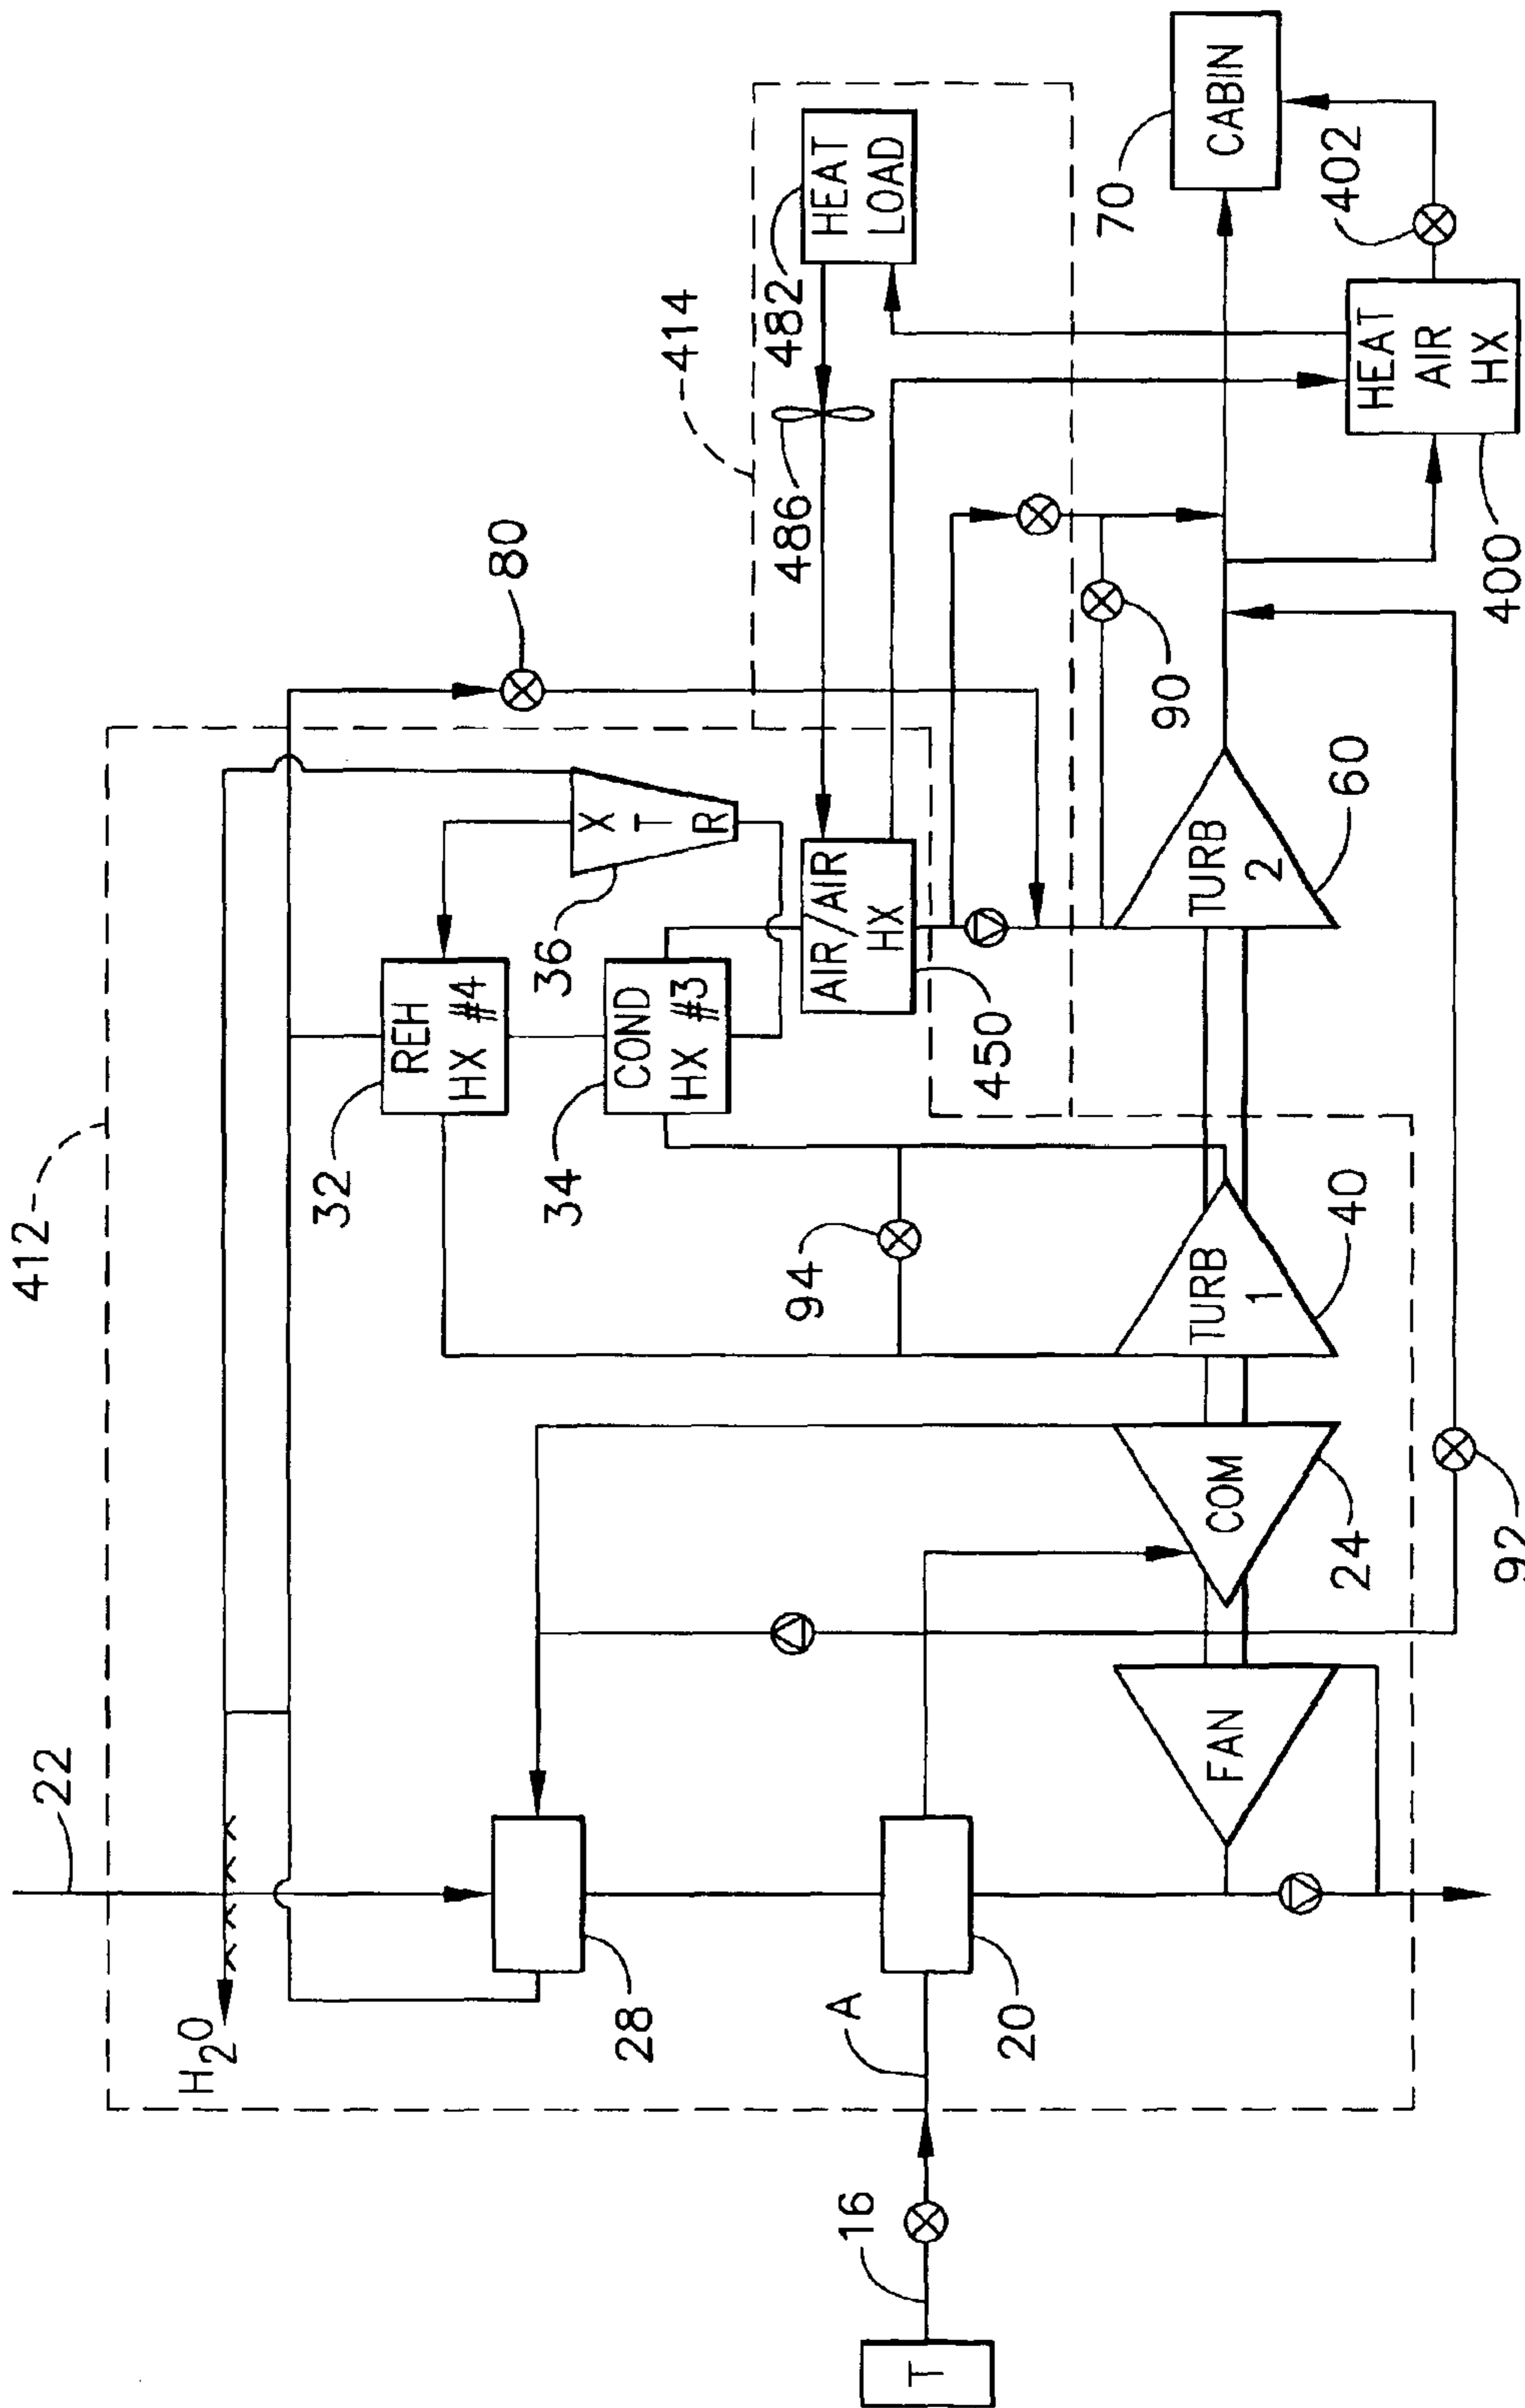 412
22
H2O
28
A
20
16
T
FAN
COM
24
92
TURB
1
40
94
32
REH
HX #4
34
COND
HX #3
36
X T R
80
AIR/AIR
HX
450
414
486
482
HEAT
LOAD
90
TURB
2
60
70
CABIN
402
HEAT
AIR
HX
400